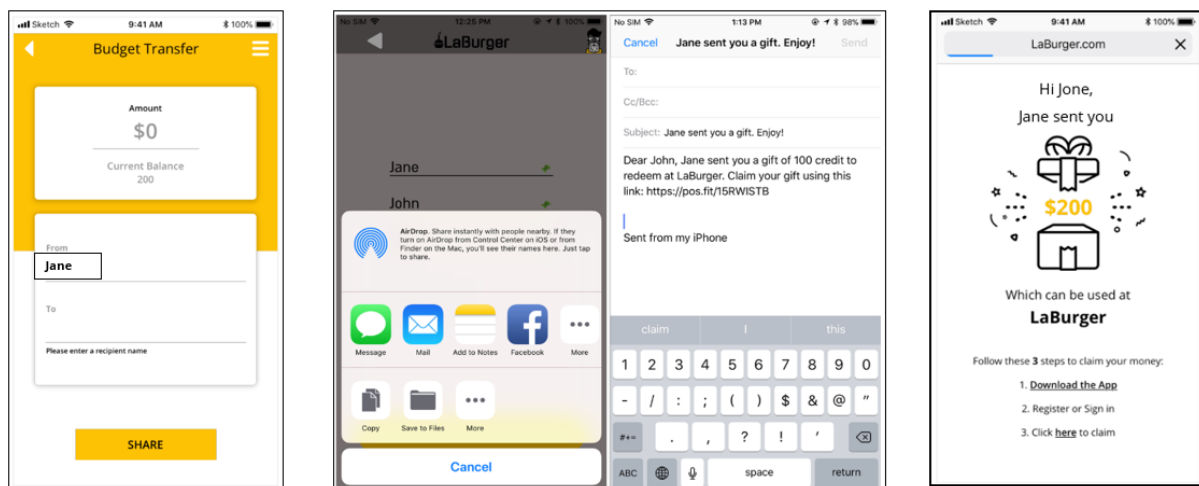 Sketch 9:41 AM 100%
Budget Transfer
Amount
$0
Current Balance
200
From
Jane
To
Please enter a recipient name
SHARE
No SIM 12:25 PM 100%
LaBurger
Jane
John
AirDrop. Share instantly with people nearby. If they
turn on AirDrop from Control Center on iOS or from
Finder on the Mac, you'll see their names here. Just tap
to share.
Message Mail Add to Notes Facebook More
Copy Save to Files More
Cancel
No SIM 1:13 PM 98%
Cancel Jane sent you a gift. Enjoy! Send
To:
Cc/Bcc:
Subject: Jane sent you a gift. Enjoy!
Dear John, Jane sent you a gift of 100 credit to
redeem at LaBurger. Claim your gift using this
link: https://pos.fit/15RWISTB
Sent from my iPhone
claim I this
1 2 3 4 5 6 7 8 9 0
- / : ; ( ) $ & @ "
#+= . , ? ! ' 
ABC space return
Sketch 9:41 AM 100%
LaBurger.com
Hi Jone,
Jane sent you
$200
Which can be used at
LaBurger
Follow these 3 steps to claim your money:
1. Download the App
2. Register or Sign in
3. Click here to claim